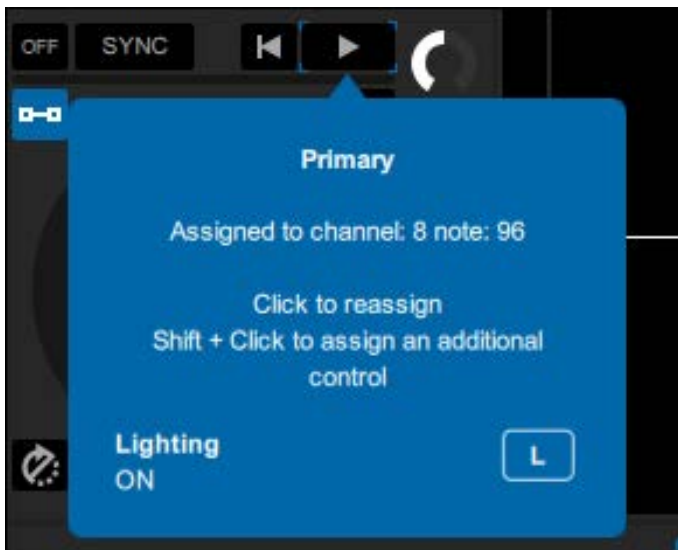 OFF SYNC
Primary
Assigned to channel: 8 note: 96
Click to reassign
Shift + Click to assign an additional
control
Lighting
L
ON